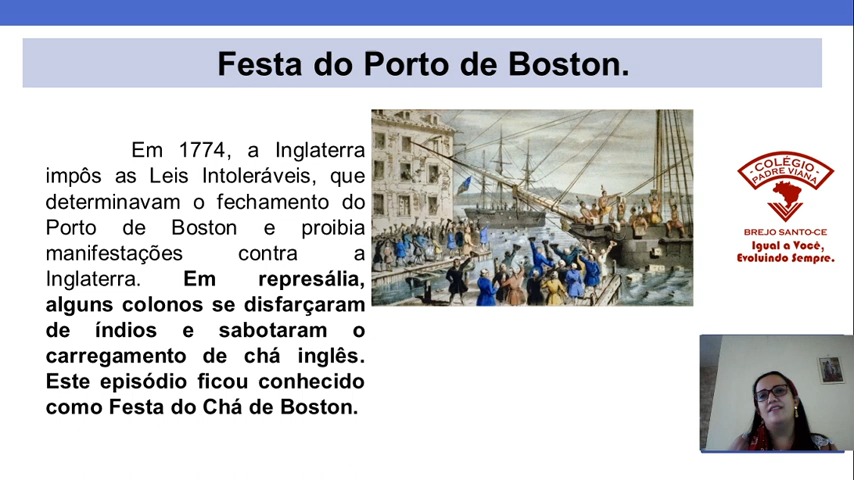 Festa do Porto de Boston.
Em 1774, a Inglaterra
impôs as Leis Intoleráveis, que
determinavam o fechamento do
Porto de Boston e proibia
manifestações contra a
Inglaterra. Em represália,
alguns colonos se disfarçaram
de índios e sabotaram o
carregamento de chá inglês.
Este episódio ficou conhecido
como Festa do Chá de Boston.
COLÉGIO
PADRE VIANA
BREJO SANTO-CE
Igual a Você,
Evoluindo Sempre.